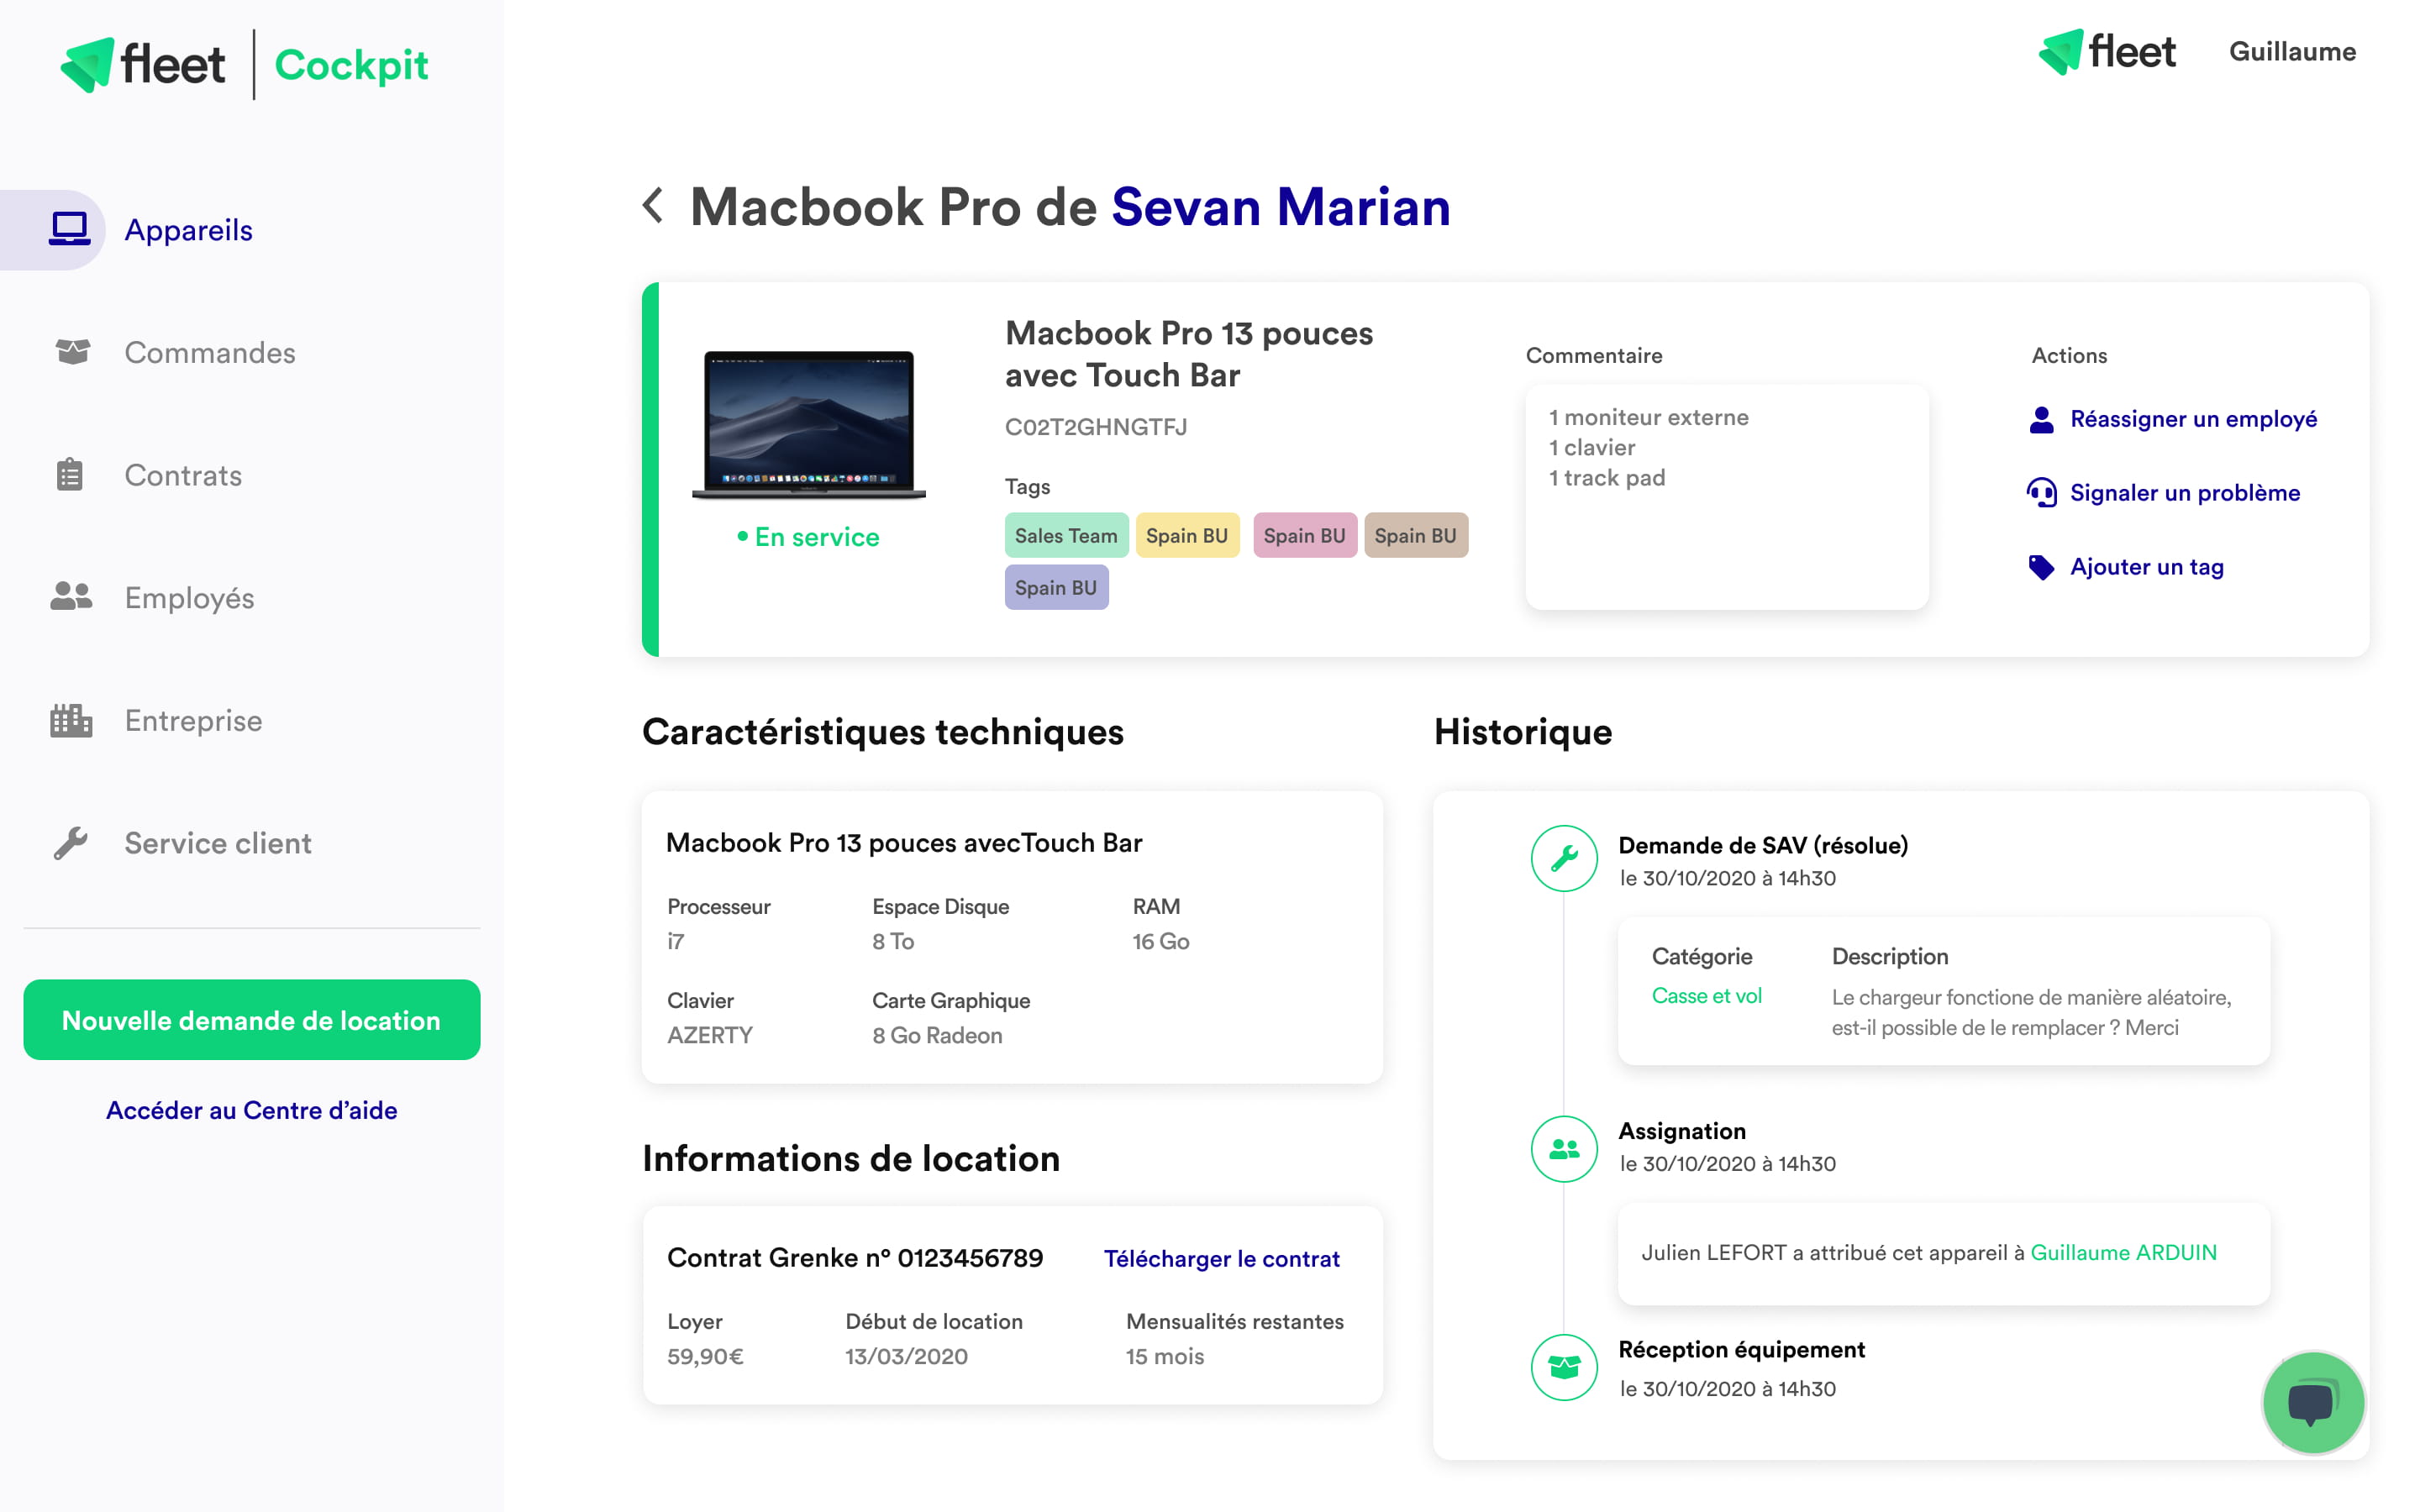 fleet
Cockpit
fleet
Guillaume
Appareils
Commandes
Contrats
Employés
Entreprise
Service client
Nouvelle demande de location
Accéder au Centre d’aide
Macbook Pro de Sevan Marian
En service
Macbook Pro 13 pouces
avec Touch Bar
C02T2GHNGTFJ
Tags
Sales Team
Spain BU
Spain BU
Spain BU
Spain BU
Commentaire
1 moniteur externe
1 clavier
1 track pad
Actions
Réassigner un employé
Signaler un problème
Ajouter un tag
Caractéristiques techniques
Macbook Pro 13 pouces avecTouch Bar
Processeur
i7
Espace Disque
8 To
RAM
16 Go
Clavier
AZERTY
Carte Graphique
8 Go Radeon
Informations de location
Contrat Grenke n° 0123456789
Télécharger le contrat
Loyer
59,90€
Début de location
13/03/2020
Mensualités restantes
15 mois
Historique
Demande de SAV (résolue)
le 30/10/2020 à 14h30
Catégorie
Casse et vol
Description
Le chargeur fonctione de manière aléatoire,
est-il possible de le remplacer ? Merci
Assignation
le 30/10/2020 à 14h30
Julien LEFORT a attribué cet appareil à Guillaume ARDUIN
Réception équipement
le 30/10/2020 à 14h30